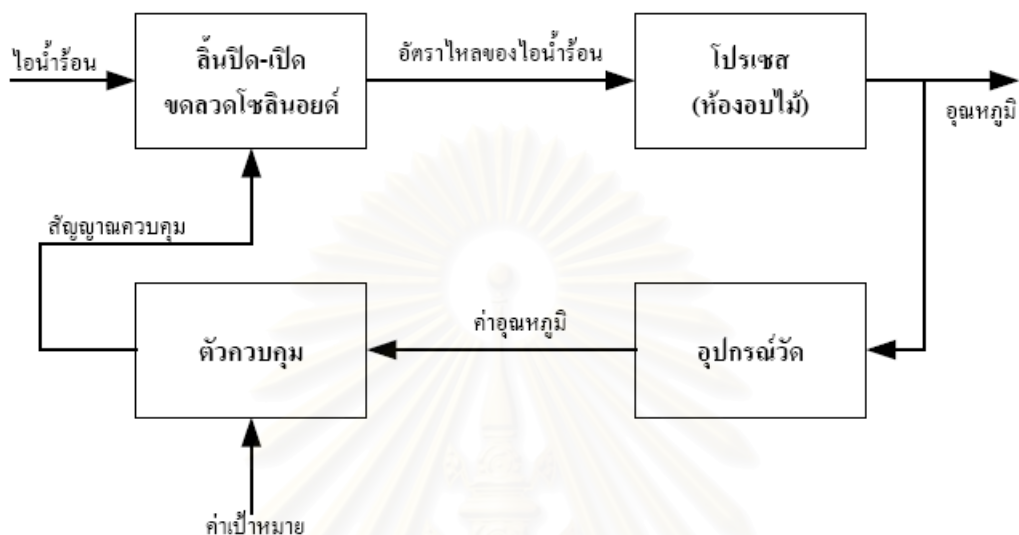 ไอน้ำร้อน
ลิ้นปิด-เปิด
ขดลวดโซลินอยด์
อัตราไหลของไอน้ำร้อน
โปรเซส
(ห้องอบไม้)
อุณหภูมิ
สัญญาณควบคุม
ตัวควบคุม
ค่าอุณหภูมิ
อุปกรณ์วัด
ค่าเป้าหมาย